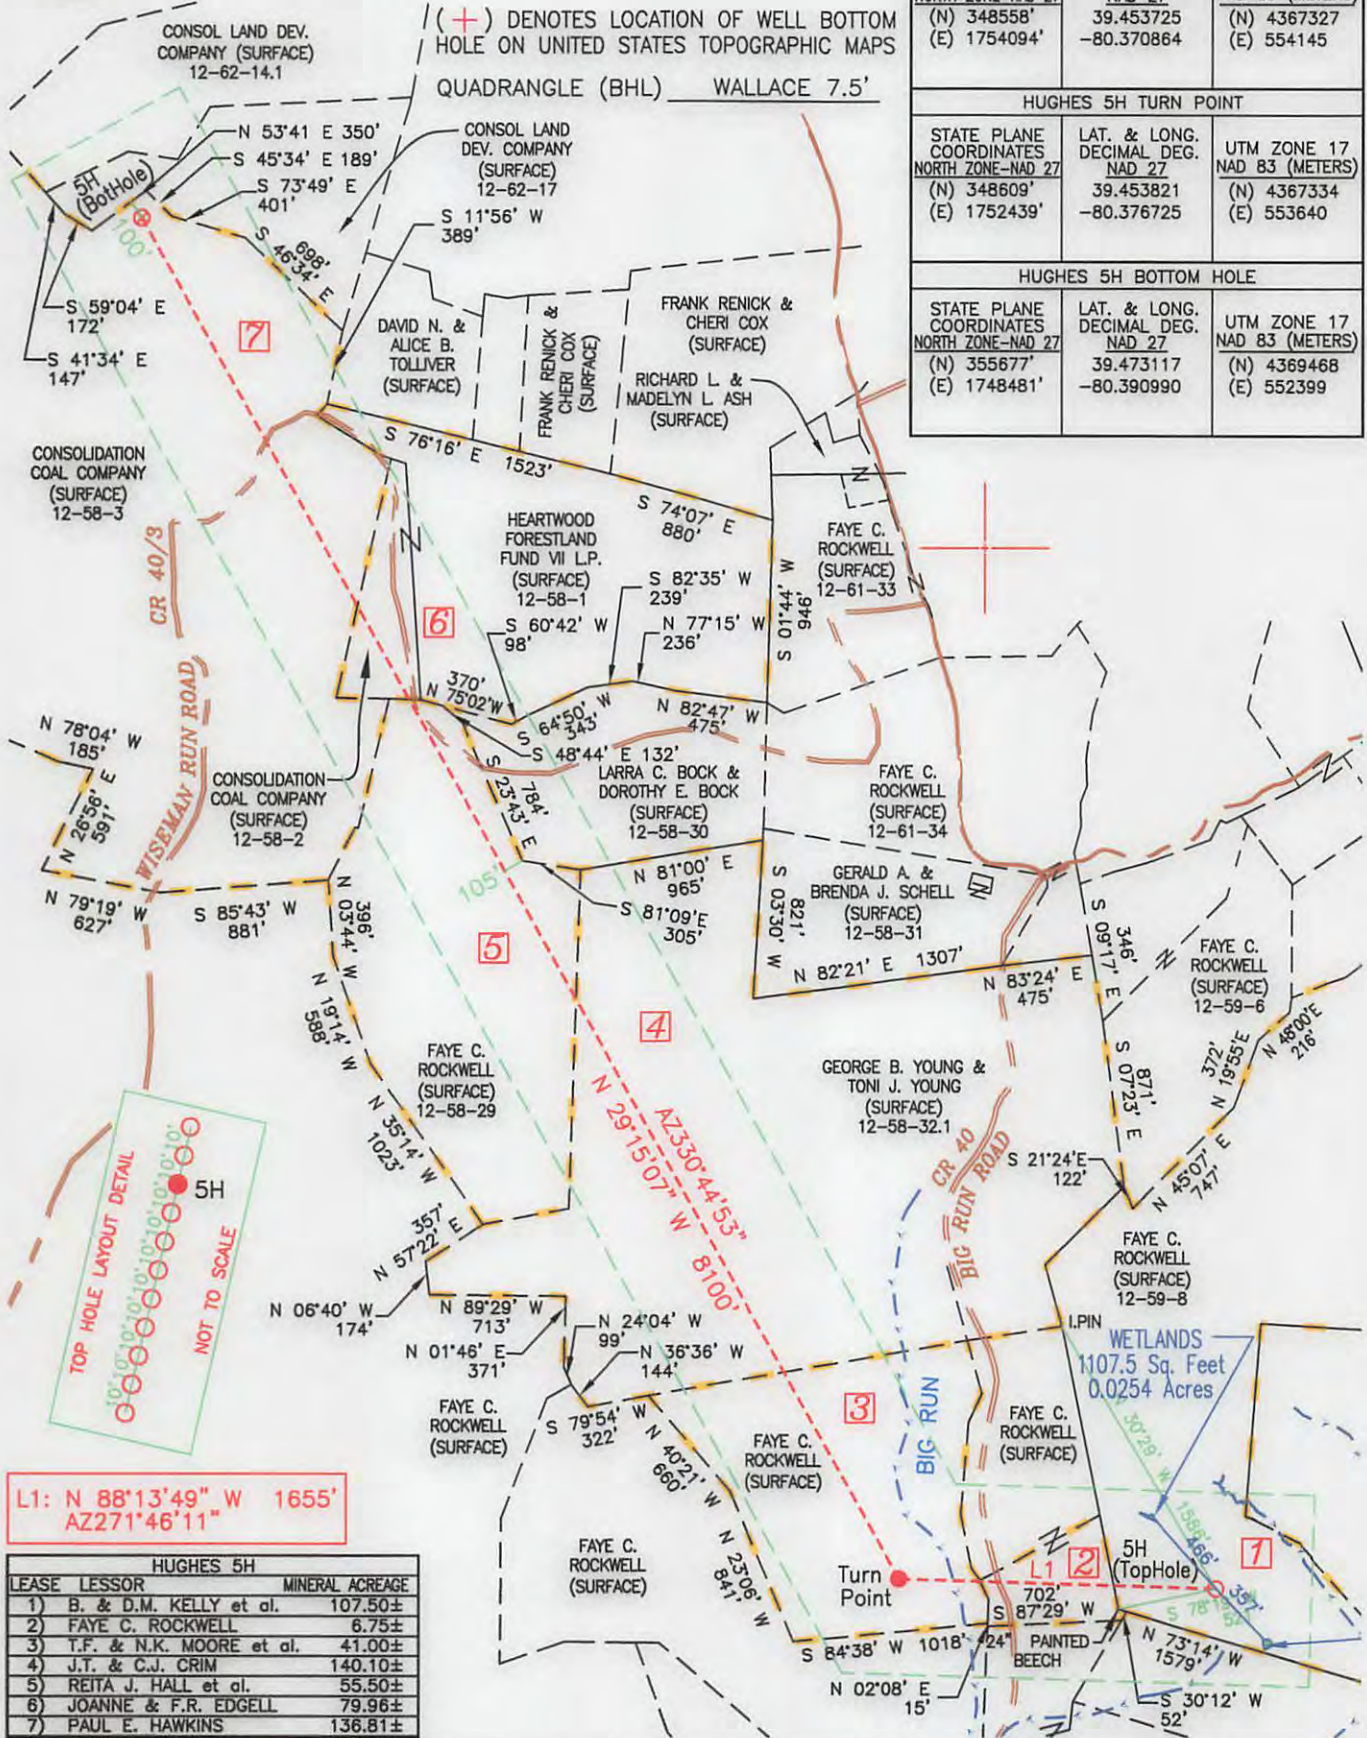 (+) DENOTES LOCATION OF WELL BOTTOM
HOLE ON UNITED STATES TOPOGRAPHIC MAPS
QUADRANGLE (BHL) WALLACE 7.5'
(N) 348558' 39.453725 (N) 4367327
(E) 1754094' -80.370864 (E) 554145
HUGHES 5H TURN POINT
STATE PLANE LAT. & LONG. UTM ZONE 17
COORDINATES DECIMAL DEG. NAD 83 (METERS)
NORTH ZONE-NAD 27 NAD 27
(N) 348609' 39.453821 (N) 4367334
(E) 1752439' -80.376725 (E) 553640
HUGHES 5H BOTTOM HOLE
STATE PLANE LAT. & LONG. UTM ZONE 17
COORDINATES DECIMAL DEG. NAD 83 (METERS)
NORTH ZONE-NAD 27 NAD 27
(N) 355677' 39.473117 (N) 4369468
(E) 1748481' -80.390990 (E) 552399
CONSOL LAND DEV.
COMPANY (SURFACE)
12-62-14.1
N 53°41 E 350'
S 45°34' E 189'
S 73°49' E
401'
CONSOL LAND
DEV. COMPANY
(SURFACE)
12-62-17
5H
(BotHole)
100'
S 11°56' W
389'
698'
S 46°34' E
S 59°04' E
172'
S 41°34' E
147'
7
DAVID N. &
ALICE B.
TOLLIVER
(SURFACE)
FRANK RENICK &
CHERI COX
(SURFACE)
FRANK RENICK &
CHERI COX
(SURFACE)
RICHARD L. &
MADELYN L. ASH
(SURFACE)
S 76°16' E 1523'
S 74°07' E
880'
CONSOLIDATION
COAL COMPANY
(SURFACE)
12-58-3
CR 40/3
WISEMAN RUN ROAD
HEARTWOOD
FORESTLAND
FUND VII L.P.
(SURFACE)
12-58-1
FAYE C.
ROCKWELL
(SURFACE)
12-61-33
S 01°44' W
946'
S 82°35' W
239'
N 77°15' W
236'
6
S 60°42' W
98'
370'
N 75°02'W
S 64°50' W
343'
N 82°47' W
475'
S 48°44' E 132'
N 78°04' W
185'
N 26°56' E
591'
N 79°19' W
627'
S 85°43' W
881'
CONSOLIDATION
COAL COMPANY
(SURFACE)
12-58-2
784'
S 23°43' E
LARRA C. BOCK &
DOROTHY E. BOCK
(SURFACE)
12-58-30
FAYE C.
ROCKWELL
(SURFACE)
12-61-34
105'
N 81°00' E
965'
S 81°09'E
305'
821'
S 03°30' W
GERALD A. &
BRENDA J. SCHELL
(SURFACE)
12-58-31
N 82°21' E 1307'
N 83°24' E
475'
346'
S 09°17' E
FAYE C.
ROCKWELL
(SURFACE)
12-59-6
N 48°00'E
216'
372'
N 19°55'E
396'
N 03°44' W
N 19°14' W
588'
5
4
FAYE C.
ROCKWELL
(SURFACE)
12-58-29
N 35°14' W
1023'
AZ330°44'53"
N 29°15'07" W 8100'
GEORGE B. YOUNG &
TONI J. YOUNG
(SURFACE)
12-58-32.1
871'
S 07°23' E
CR 40
BIG RUN ROAD
S 21°24'E
122'
N 45°07' E
747'
TOP HOLE LAYOUT DETAIL
10'10'10'10'10'10'10'10'10'10'
5H
NOT TO SCALE
357'
N 57°22' E
N 06°40' W
174'
N 89°29' W
713'
N 01°46' E
371'
N 24°04' W
99'
N 36°36' W
144'
FAYE C.
ROCKWELL
(SURFACE)
12-59-8
I.PIN
WETLANDS
1107.5 Sq. Feet
0.0254 Acres
FAYE C.
ROCKWELL
(SURFACE)
S 79°54' W
322'
N 40°21' W
660'
FAYE C.
ROCKWELL
(SURFACE)
3
BIG RUN
FAYE C.
ROCKWELL
(SURFACE)
N 30°29' W
1586'
466'
357'
1
5H
(TopHole)
2
L1
Turn
Point
702'
S 87°29' W
FAYE C.
ROCKWELL
(SURFACE)
N 23°06' W
841'
S 84°38' W 1018'
24"
PAINTED
BEECH
N 73°14' W
1579'
N 02°08' E
15'
S 30°12' W
52'
L1: N 88°13'49" W 1655'
AZ271°46'11"
HUGHES 5H
LEASE LESSOR MINERAL ACREAGE
1) B. & D.M. KELLY et al. 107.50±
2) FAYE C. ROCKWELL 6.75±
3) T.F. & N.K. MOORE et al. 41.00±
4) J.T. & C.J. CRIM 140.10±
5) REITA J. HALL et al. 55.50±
6) JOANNE & F.R. EDGELL 79.96±
7) PAUL E. HAWKINS 136.81±